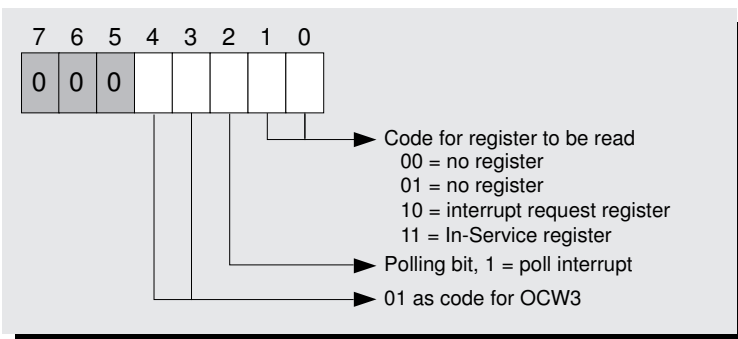 7 6 5 4 3 2 1 0
0 0 0
Code for register to be read
00 = no register
01 = no register
10 = interrupt request register
11 = In-Service register
Polling bit, 1 = poll interrupt
01 as code for OCW3